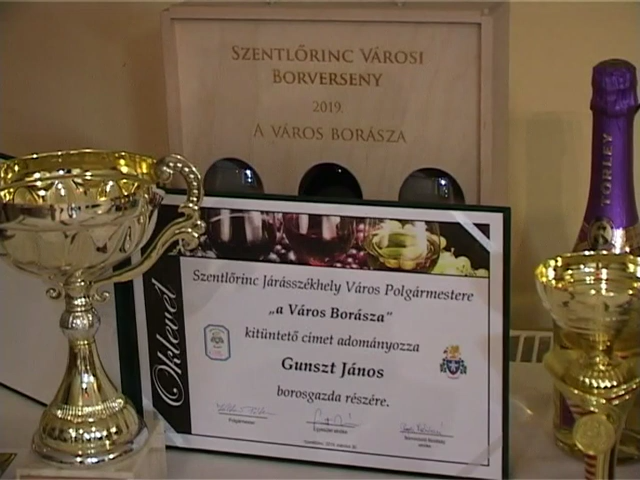 SZENTLŐRINC VÁROSI
BORVERSENY
2019.
A VÁROS BORÁSZA
TORLEY
Oklevél
Szentlőrinc Járásszékhely Város Polgármestere
„a Város Borásza"
kitüntető címet adományozza
Gunszt János
borosgazda részére.
Polgármester